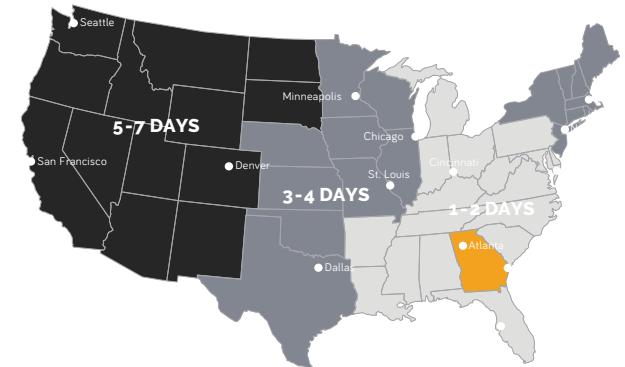 Seattle
Minneapolis
5-7 DAYS
Chicago
San Francisco
Denver
Cincinnati
St. Louis
3-4 DAYS
1-2 DAYS
Atlanta
Dallas